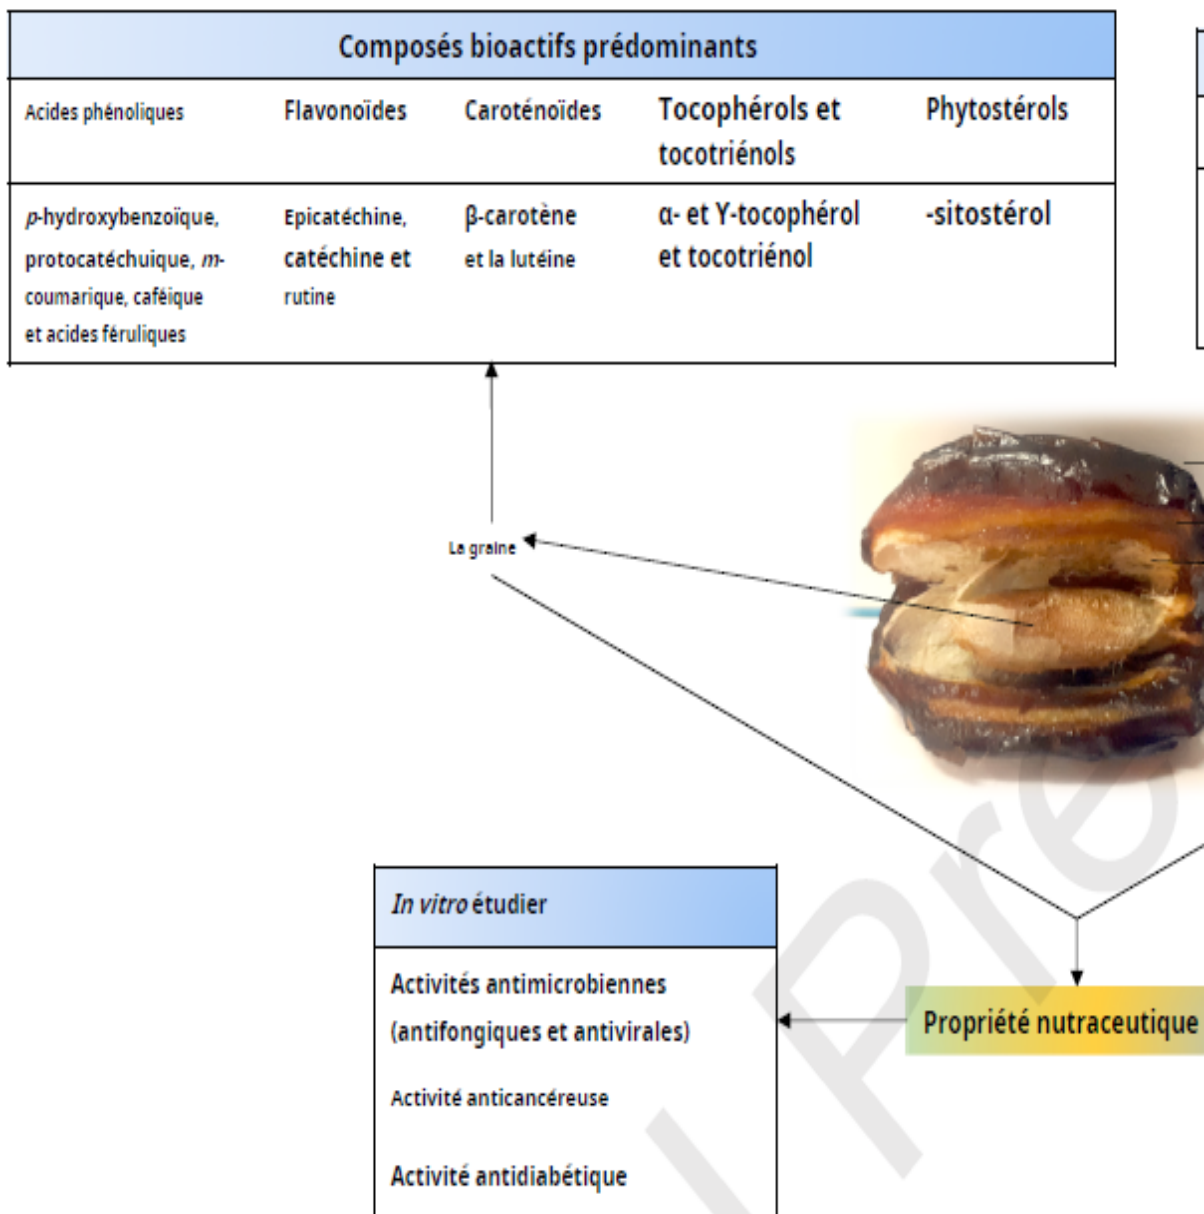 Composés bioactifs prédominants
Acides phénoliques
Flavonoïdes
Caroténoïdes
Tocophérols et
tocotriénols
Phytostérols
p-hydroxybenzoïque,
protocatéchuique, m-
coumarique, caféique
et acides féruliques
Epicatéchine,
catéchine et
rutine
β-carotène
et la lutéine
α- et Y-tocophérol
et tocotriénol
-sitostérol
La graine
In vitro étudier
Activités antimicrobiennes
(antifongiques et antivirales)
Activité anticancéreuse
Activité antidiabétique
Propriété nutraceutique
l Pre